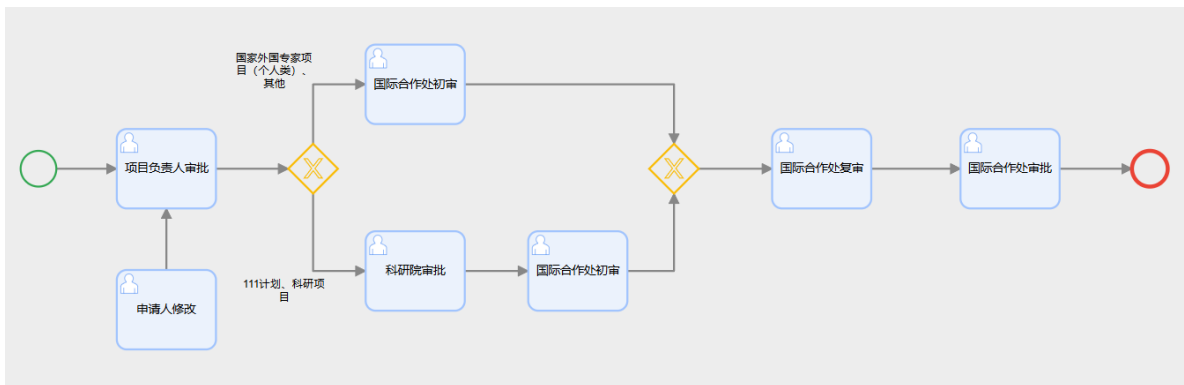 国家外国专家项
目（个人类）、
其他
国际合作处初审
项目负责人审批
国际合作处复审
国际合作处审批
111计划、科研项
目
科研院审批
国际合作处初审
申请人修改